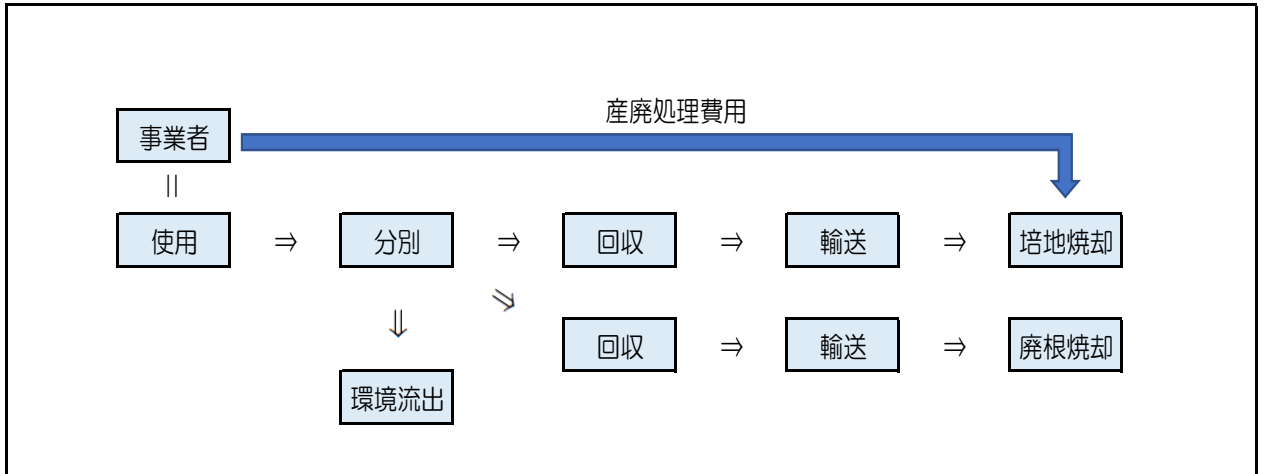 産廃処理費用
事業者
||
使用 ⇒ 分別 ⇒ 回収 ⇒ 輸送 ⇒ 培地焼却
回収 ⇒ 輸送 ⇒ 廃根焼却
環境流出